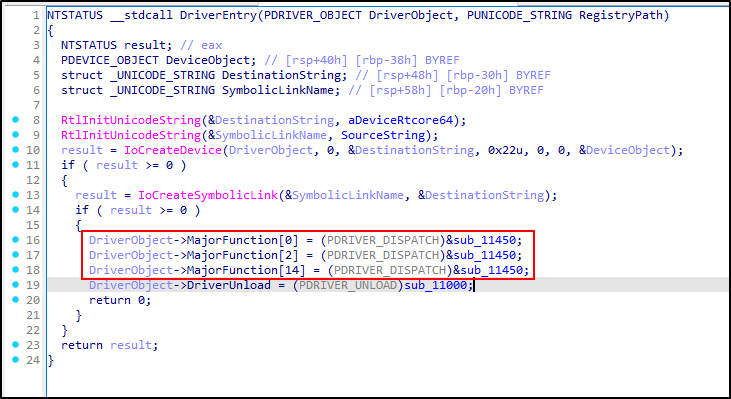 1 NTSTATUS __stdcall DriverEntry(PDRIVER_OBJECT DriverObject, PUNICODE_STRING RegistryPath)
2 {
3 NTSTATUS result; // eax
4 PDEVICE_OBJECT DeviceObject; // [rsp+40h] [rbp-38h] BYREF
5 struct _UNICODE_STRING DestinationString; // [rsp+48h] [rbp-30h] BYREF
6 struct _UNICODE_STRING SymbolicLinkName; // [rsp+58h] [rbp-20h] BYREF
7
8 RtlInitUnicodeString(&DestinationString, aDeviceRtcore64);
9 RtlInitUnicodeString(&SymbolicLinkName, SourceString);
10 result = IoCreateDevice(DriverObject, 0, &DestinationString, 0x22u, 0, 0, &DeviceObject);
11 if ( result >= 0 )
12 {
13 result = IoCreateSymbolicLink(&SymbolicLinkName, &DestinationString);
14 if ( result >= 0 )
15 {
16 DriverObject->MajorFunction[0] = (PDRIVER_DISPATCH)&sub_11450;
17 DriverObject->MajorFunction[2] = (PDRIVER_DISPATCH)&sub_11450;
18 DriverObject->MajorFunction[14] = (PDRIVER_DISPATCH)&sub_11450;
19 DriverObject->DriverUnload = (PDRIVER_UNLOAD)sub_11000;
20 return 0;
21 }
22 }
23 return result;
24 }